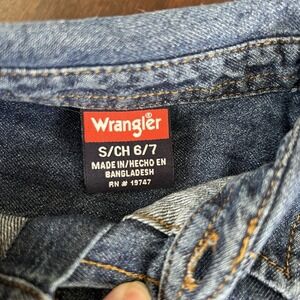 Wrangler®
S/CH 6/7
MADE IN/HECHO EN
BANGLADESH
RN # 19747